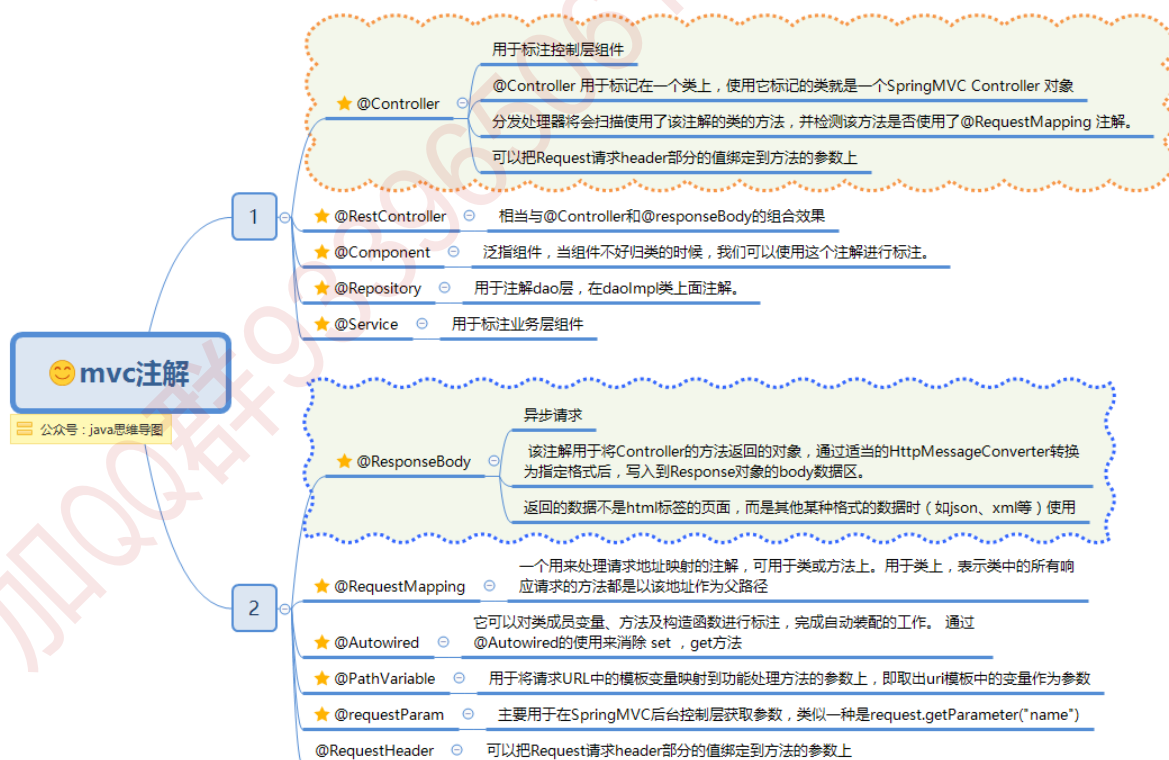 用于标注控制层组件
@Controller 用于标记在一个类上，使用它标记的类就是一个SpringMVC Controller 对象
@Controller
分发处理器将会扫描使用了该注解的类的方法，并检测该方法是否使用了@RequestMapping 注解。
可以把Request请求header部分的值绑定到方法的参数上
1
@RestController 相当与@Controller和@responseBody的组合效果
@Component 泛指组件，当组件不好归类的时候，我们可以使用这个注解进行标注。
@Repository 用于注解dao层，在daoImpl类上面注解。
@Service 用于标注业务层组件
mvc注解
公众号：java思维导图
异步请求
@ResponseBody
该注解用于将Controller的方法返回的对象，通过适当的HttpMessageConverter转换
为指定格式后，写入到Response对象的body数据区。
返回的数据不是html标签的页面，而是其他某种格式的数据时（如json、xml等）使用
2
@RequestMapping
一个用来处理请求地址映射的注解，可用于类或方法上。用于类上，表示类中的所有响
应请求的方法都是以该地址作为父路径
@Autowired
它可以对类成员变量、方法及构造函数进行标注，完成自动装配的工作。 通过
@Autowired的使用来消除 set ，get方法
@PathVariable 用于将请求URL中的模板变量映射到功能处理方法的参数上，即取出uri模板中的变量作为参数
@requestParam 主要用于在SpringMVC后台控制层获取参数，类似一种是request.getParameter("name")
@RequestHeader 可以把Request请求header部分的值绑定到方法的参数上